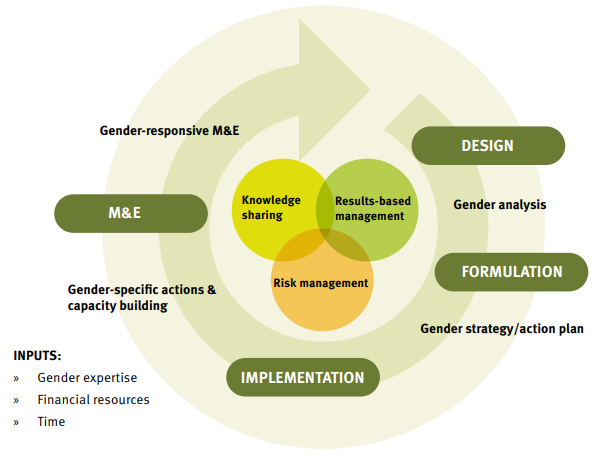 Gender-responsive M&E
DESIGN
Knowledge
sharing
Results-based
management
Gender analysis
M&E
FORMULATION
Risk management
Gender-specific actions &
capacity building
Gender strategy/action plan
IMPLEMENTATION
INPUTS:
» Gender expertise
» Financial resources
» Time